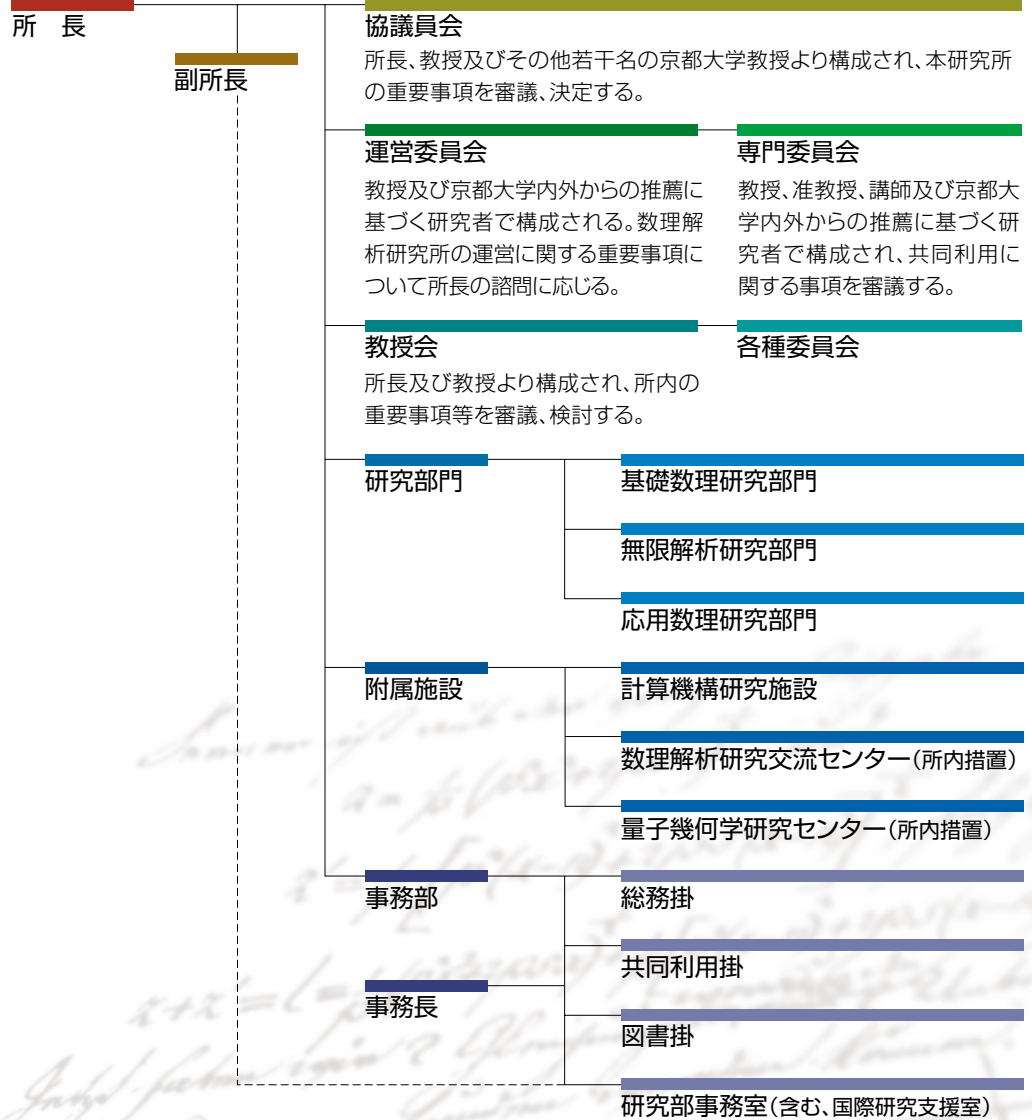 所　長
副所長
協議員会
所長、教授及びその他若干名の京都大学教授より構成され、本研究所
の重要事項を審議、決定する。
運営委員会
教授及び京都大学内外からの推薦に
基づく研究者で構成される。数理解
析研究所の運営に関する重要事項に
ついて所長の諮問に応じる。
専門委員会
教授、准教授、講師及び京都大
学内外からの推薦に基づく研
究者で構成され、共同利用に
関する事項を審議する。
教授会
所長及び教授より構成され、所内の
重要事項等を審議、検討する。
各種委員会
研究部門
基礎数理研究部門
無限解析研究部門
応用数理研究部門
附属施設
計算機構研究施設
数理解析研究交流センター（所内措置）
量子幾何学研究センター（所内措置）
事務部
総務掛
共同利用掛
事務長
図書掛
研究部事務室（含む、国際研究支援室）